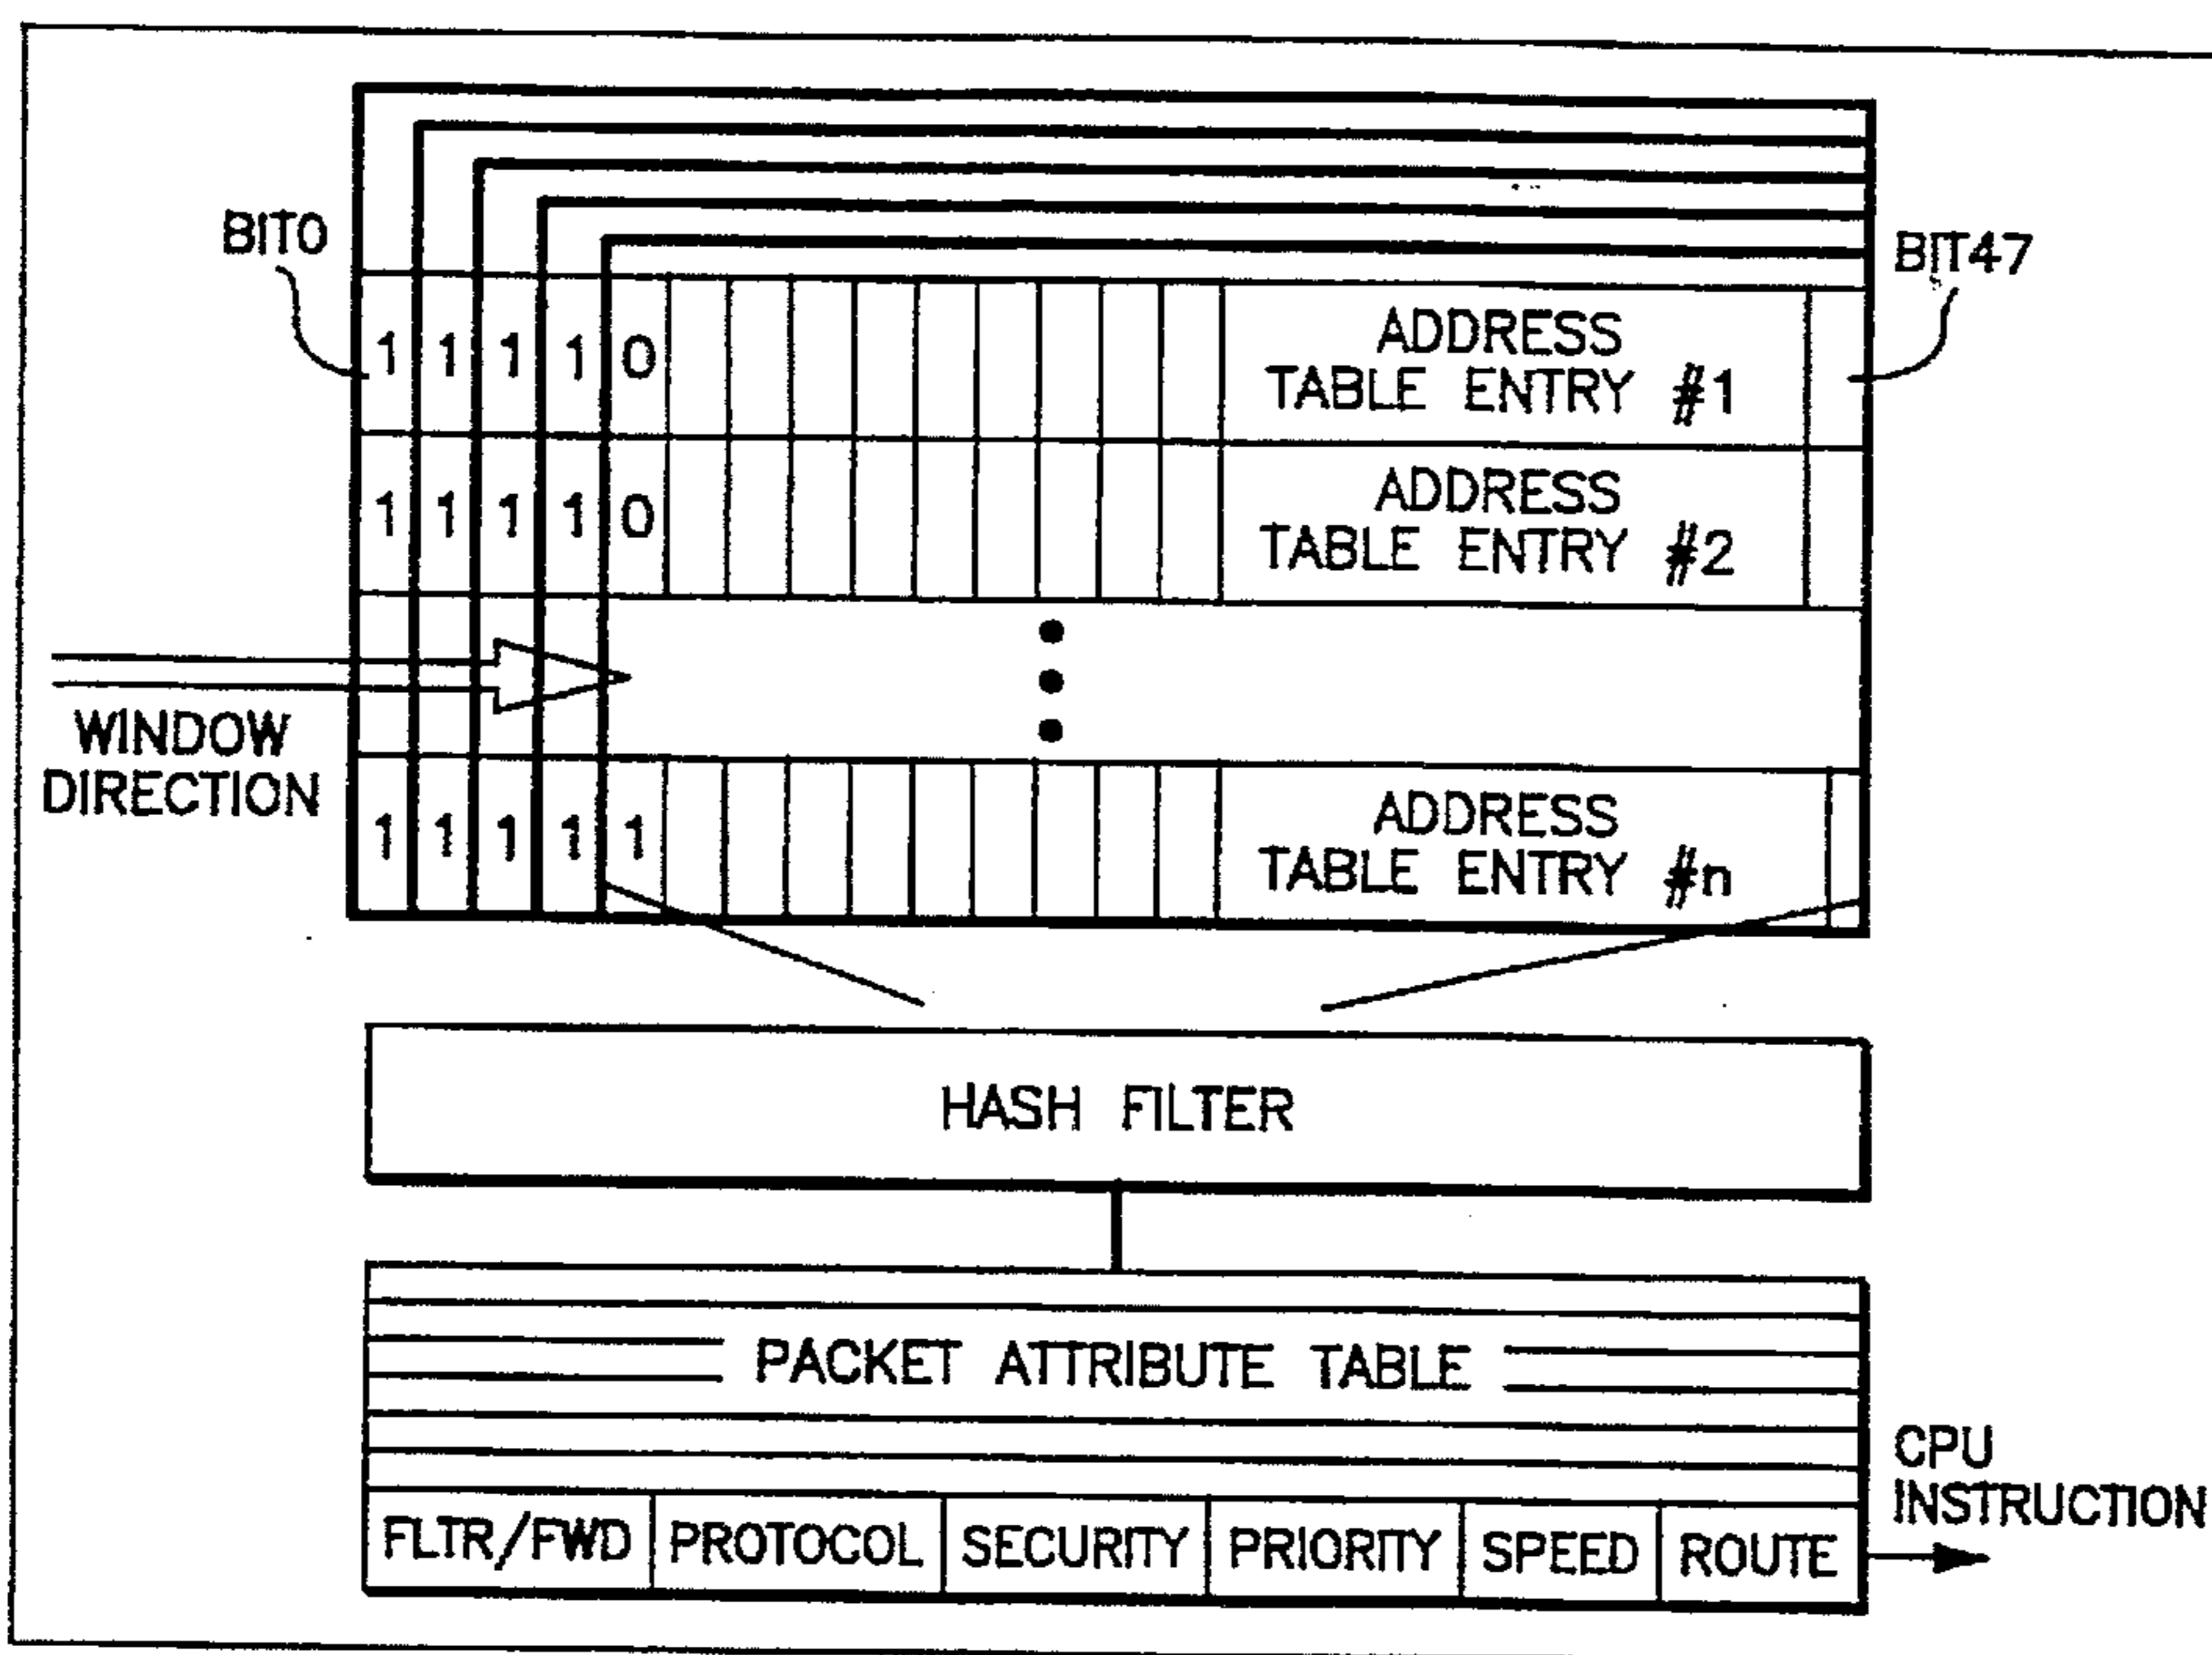 BIT0
BIT47
1 1 1 1 0
ADDRESS
TABLE ENTRY #1
1 1 1 1 0
ADDRESS
TABLE ENTRY #2
WINDOW
DIRECTION
1 1 1 1 1
ADDRESS
TABLE ENTRY #n
HASH FILTER
PACKET ATTRIBUTE TABLE
CPU
INSTRUCTION
FLTR/FWD PROTOCOL SECURITY PRIORITY SPEED ROUTE